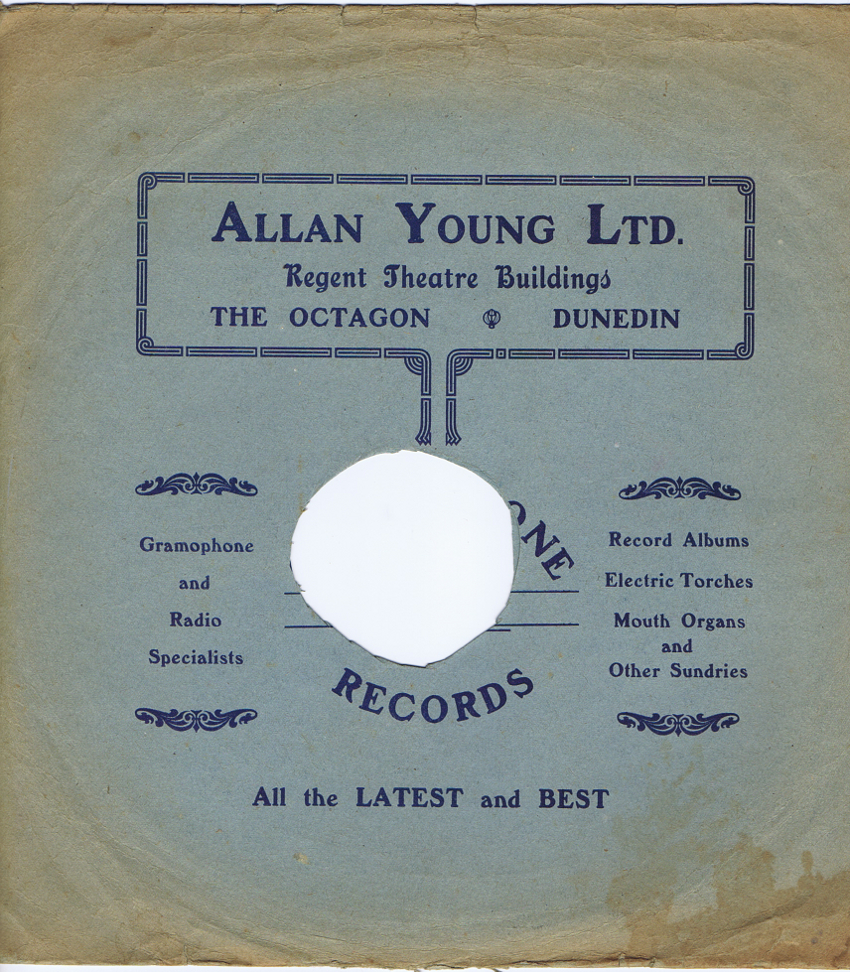 ALLAN YOUNG LTD.
Regent Theatre Buildings
THE OCTAGON DUNEDIN
Gramophone
and
Radio
Specialists
ONE
RECORDS
Record Albums
Electric Torches
Mouth Organs
and
Other Sundries
All the LATEST and BEST